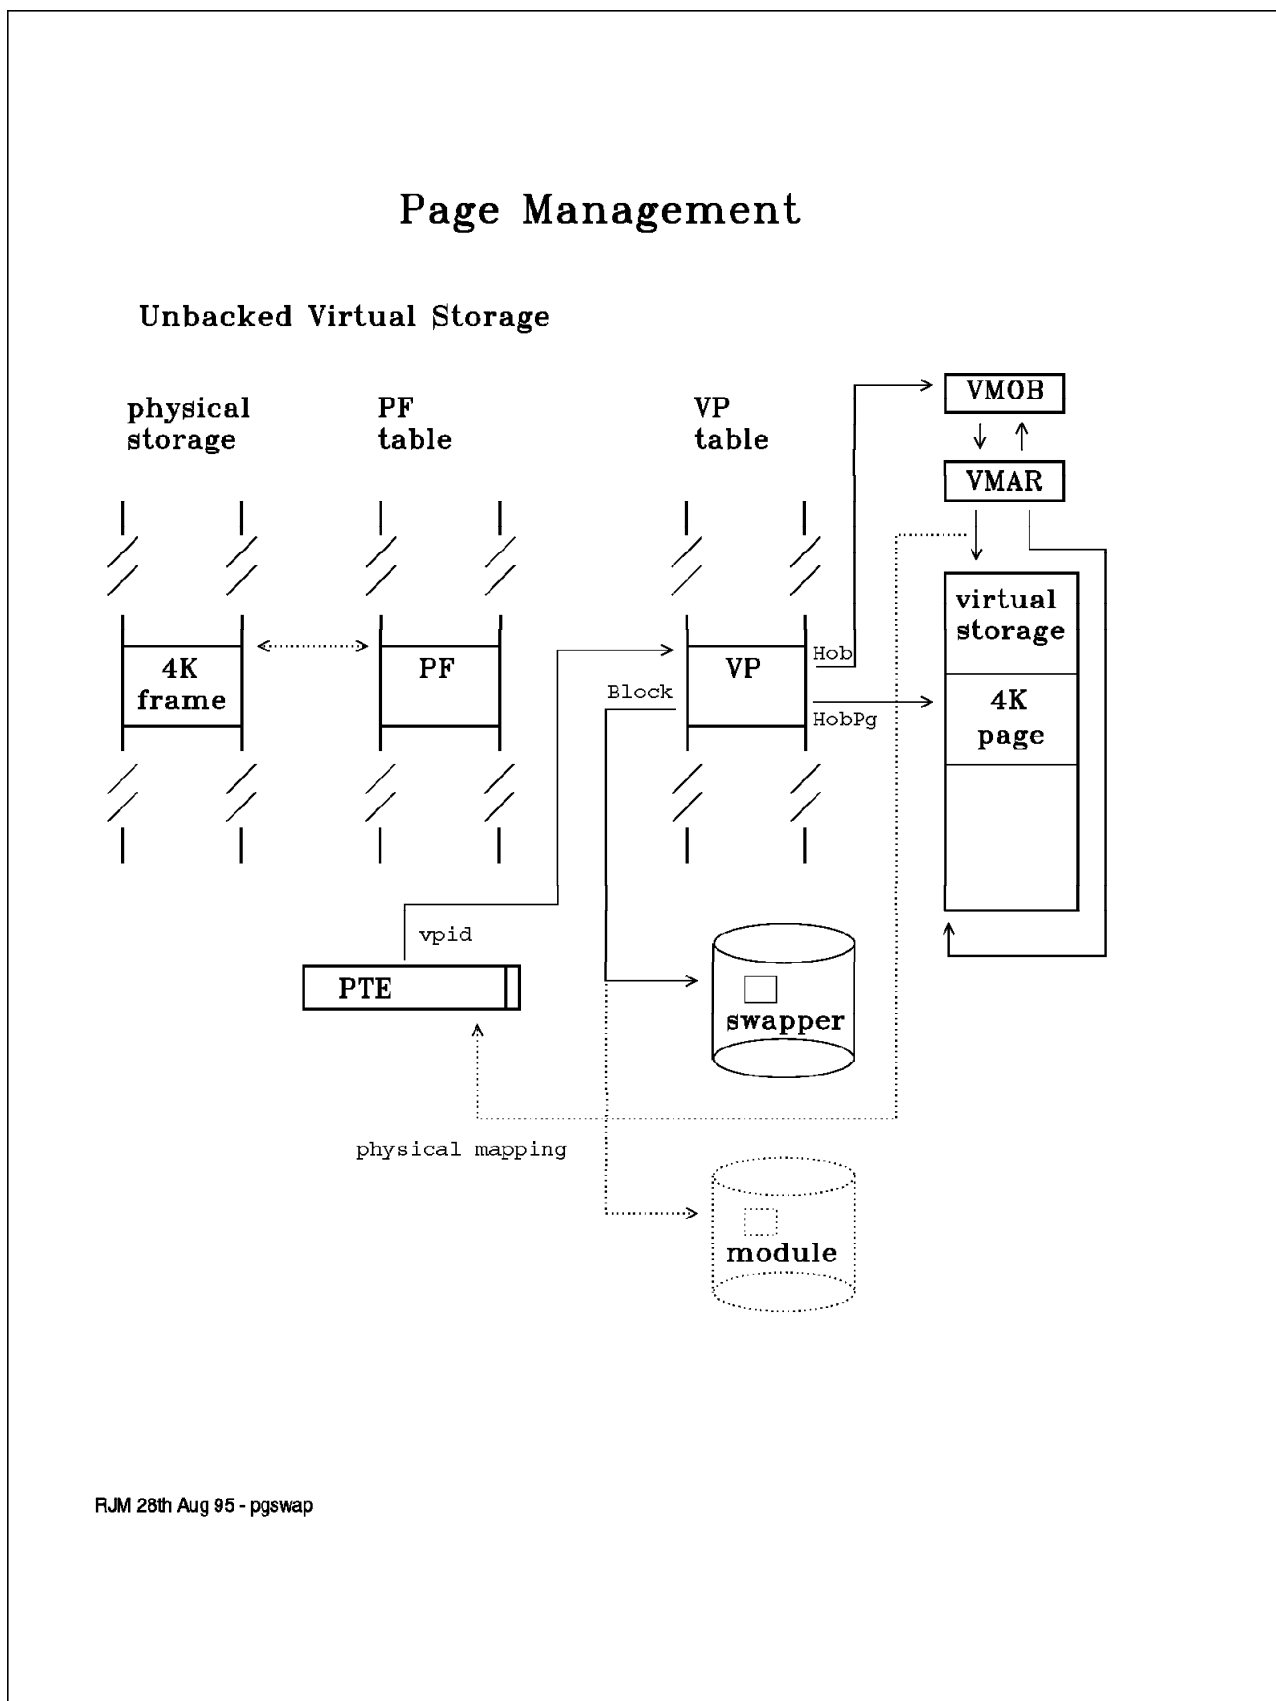 Page Management
Unbacked Virtual Storage
physical
storage
PF
table
VP
table
VMOB
VMAR
virtual
storage
4K
frame
PF
VP
Hob
Block
HobPg
4K
page
vpid
PTE
swapper
physical mapping
module
RJM 28th Aug 95 - pgswap